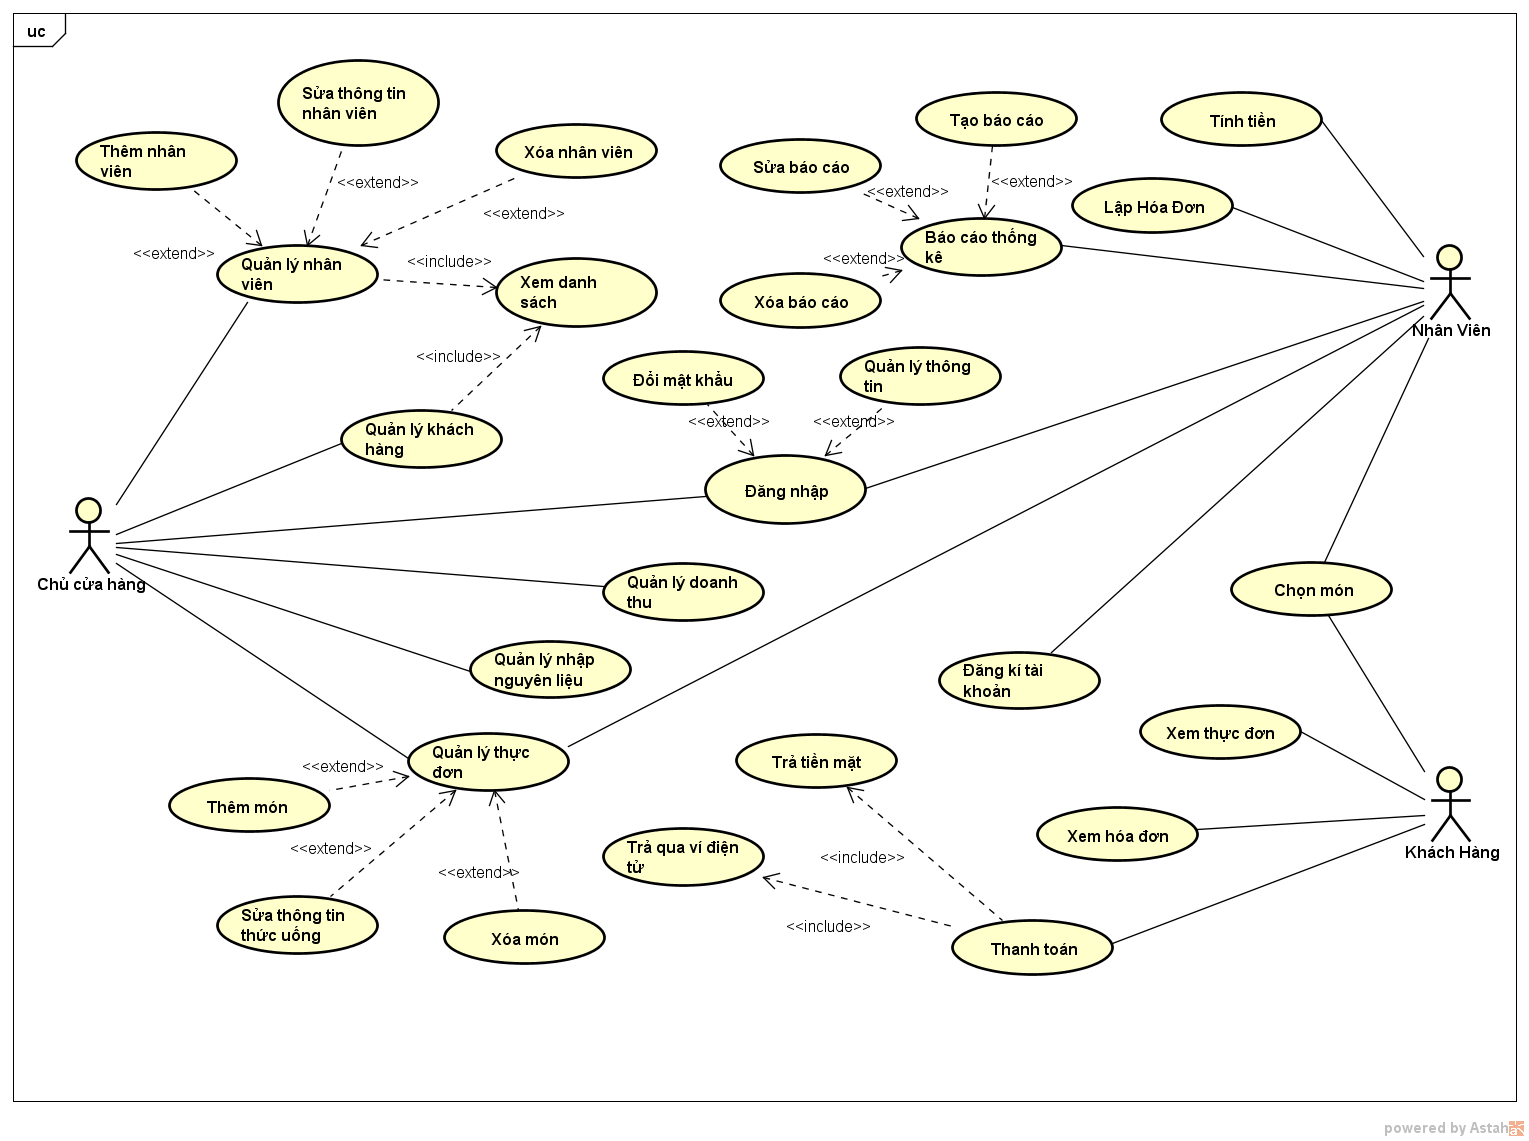 uc
Sửa thông tin
nhân viên
Thêm nhân
viên
Xóa nhân viên
<<extend>>
<<extend>>
<<extend>>
Quản lý nhân
viên
<<include>>
Xem danh
sách
<<include>>
Quản lý khách
hàng
Tạo báo cáo
Sửa báo cáo
<<extend>>
<<extend>>
Báo cáo thống
kê
<<extend>>
Xóa báo cáo
Tính tiền
Lập Hóa Đơn
Nhân Viên
Đổi mật khẩu
Quản lý thông
tin
<<extend>>
<<extend>>
Đăng nhập
Chủ cửa hàng
Quản lý doanh
thu
Quản lý nhập
nguyên liệu
Quản lý thực
đơn
<<extend>>
Thêm món
<<extend>>
<<extend>>
Sửa thông tin
thức uống
Xóa món
Chọn món
Đăng kí tài
khoản
Xem thực đơn
Xem hóa đơn
Khách Hàng
Trả tiền mặt
Trả qua ví điện
tử
<<include>>
<<include>>
Thanh toán
powered by Astah